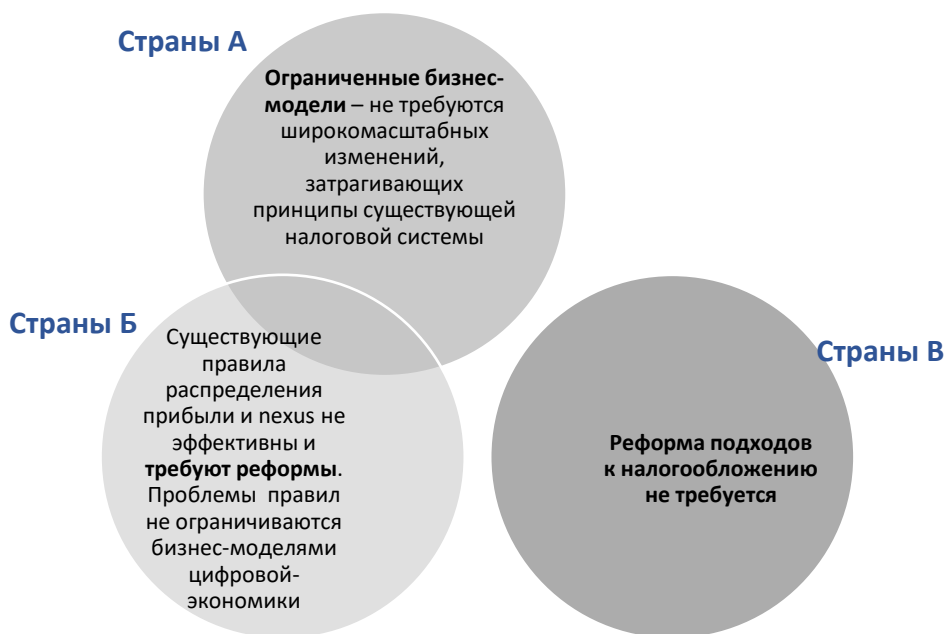 Страны А
Ограниченные бизнес-
модели – не требуются
широкомасштабных
изменений,
затрагивающих
принципы существующей
налоговой системы
Страны Б
Существующие
правила
распределения
прибыли и nexus не
эффективны и
требуют реформы.
Проблемы правил
не ограничиваются
бизнес-моделями
цифровой-
экономики
Страны В
Реформа подходов
к налогообложению
не требуется